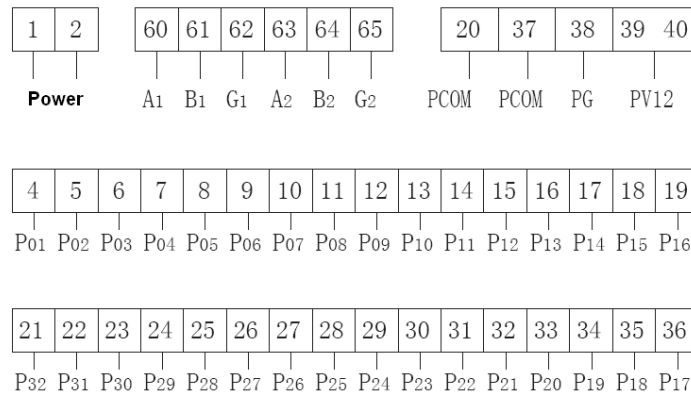 1 2 60 61 62 63 64 65 20 37 38 39 40
Power A1 B1 G1 A2 B2 G2 PCOM PCOM PG PV12
4 5 6 7 8 9 10 11 12 13 14 15 16 17 18 19
P01 P02 P03 P04 P05 P06 P07 P08 P09 P10 P11 P12 P13 P14 P15 P16
21 22 23 24 25 26 27 28 29 30 31 32 33 34 35 36
P32 P31 P30 P29 P28 P27 P26 P25 P24 P23 P22 P21 P20 P19 P18 P17